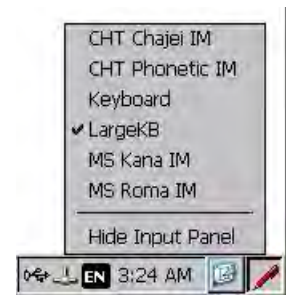 CHT Chajei IM
CHT Phonetic IM
Keyboard
LargeKB
MS Kana IM
MS Roma IM
Hide Input Panel
EN 3:24 AM